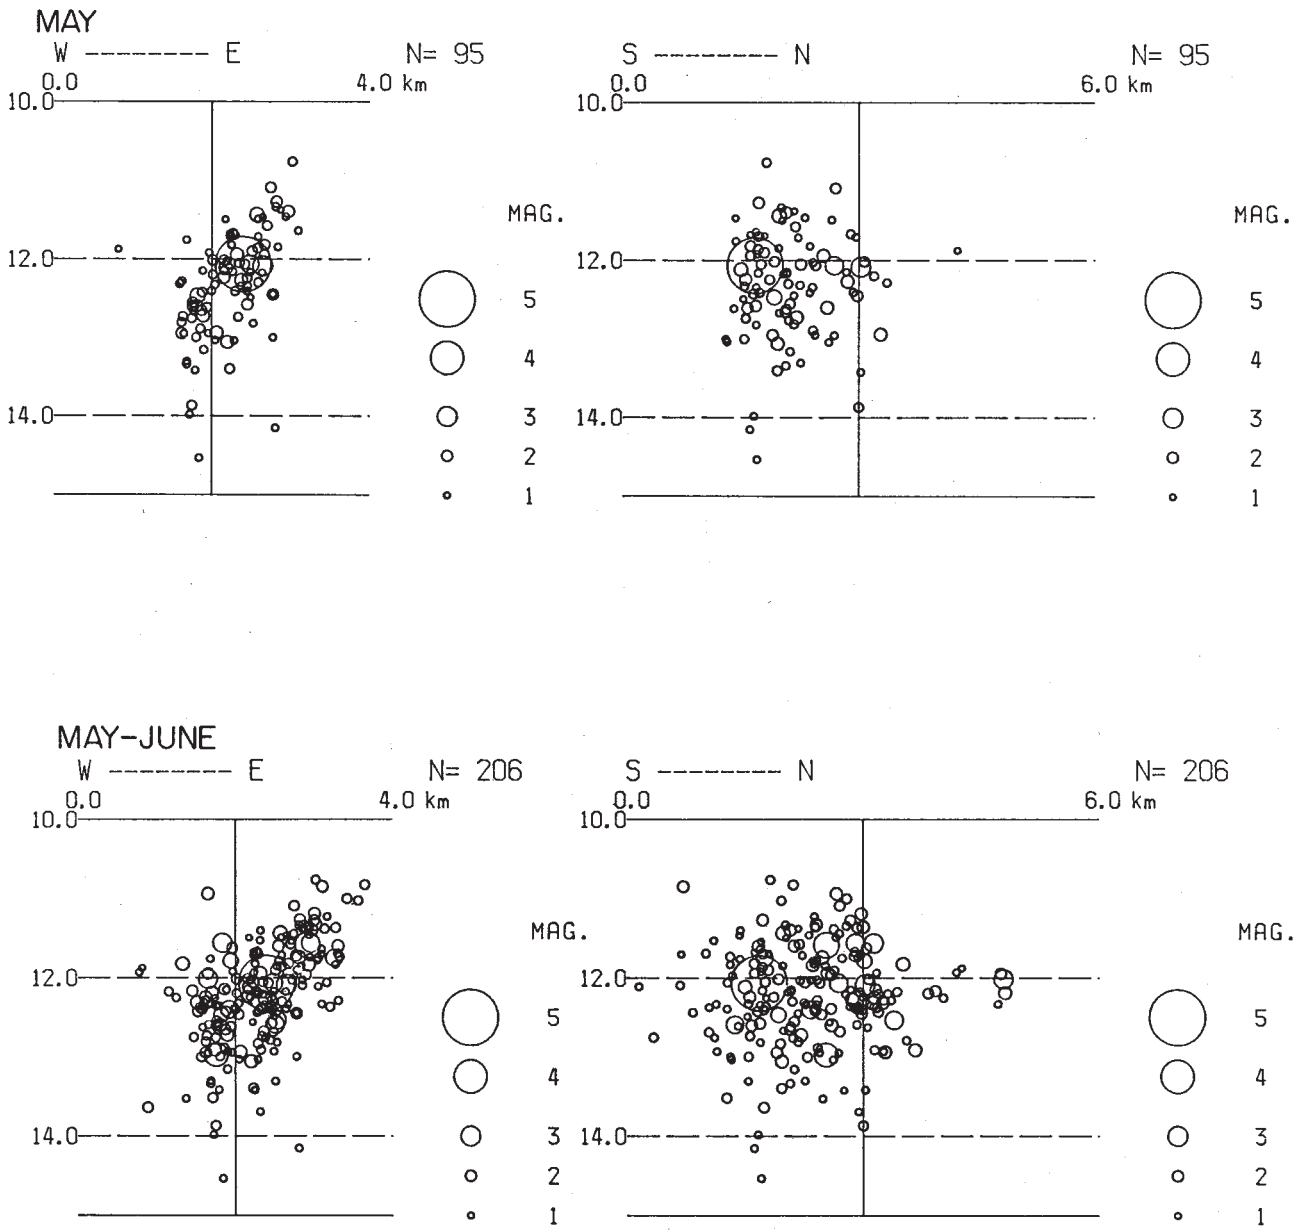 MAY
W -------- E N= 95
0.0 4.0 km
10.0
12.0
14.0
MAG.
5
4
3
2
1
S --------- N N= 95
0.0 6.0 km
10.0
12.0
14.0
MAG.
5
4
3
2
1
MAY-JUNE
W --------- E N= 206
0.0 4.0 km
10.0
12.0
14.0
MAG.
5
4
3
2
1
S --------- N N= 206
0.0 6.0 km
10.0
12.0
14.0
MAG.
5
4
3
2
1